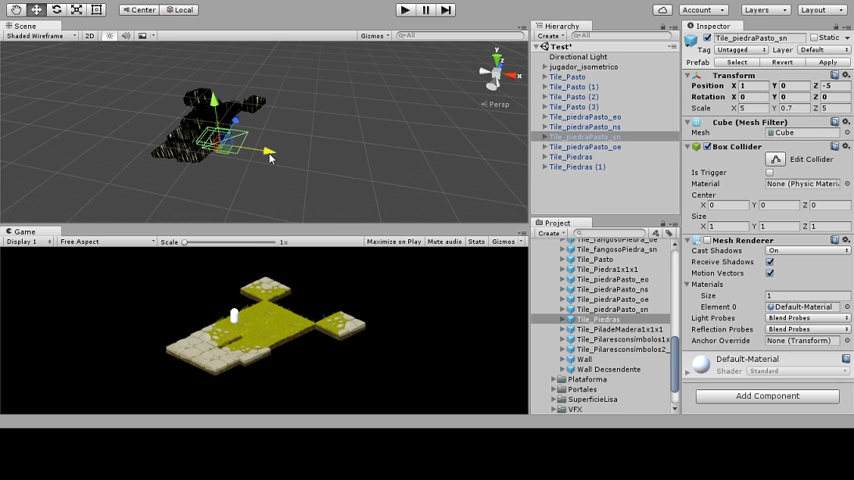 Center Local Account Layers Layout
Scene Hierarchy Inspector
Shaded Wireframe 2D Gizmos All Create All
y x
Persp
Test*
Directional Light
jugador_isometrico
Tile_Pasto
Tile_Pasto (1)
Tile_Pasto (2)
Tile_Pasto (3)
Tile_piedraPasto_eo
Tile_piedraPasto_ns
Tile_piedraPasto_sn
Tile_piedraPasto_oe
Tile_Piedras
Tile_Piedras (1)
Game
Display 1 Free Aspect Scale 1x Maximize on Play Mute audio Stats Gizmos
Project
Create
Tile_fangosoPiedra_oe
Tile_fangosoPiedra_sn
Tile_Pasto
Tile_Piedra1x1x1
Tile_piedraPasto_eo
Tile_piedraPasto_ns
Tile_piedraPasto_oe
Tile_piedraPasto_sn
Tile_Piedras
Tile_PiladeMadera1x1x1
Tile_Pilaresconsímbolos1x
Tile_Pilaresconsímbolos2_
Wall
Wall Decsendente
Plataforma
Portales
SuperficieLisa
VFX
Tile_piedraPasto_sn Static
Tag Untagged Layer Default
Prefab Select Revert Apply
Transform
Position X 1 Y 0 Z -5
Rotation X 0 Y 0 Z 0
Scale X 5 Y 0.7 Z 5
Cube (Mesh Filter)
Mesh Cube
Box Collider
Edit Collider
Is Trigger
Material None (Physic Materi
Center
X 0 Y 0 Z 0
Size
X 1 Y 1 Z 1
Mesh Renderer
Cast Shadows On
Receive Shadows
Motion Vectors
Materials
Size 1
Element 0 Default-Material
Light Probes Blend Probes
Reflection Probes Blend Probes
Anchor Override None (Transform)
Default-Material
Shader Standard
Add Component